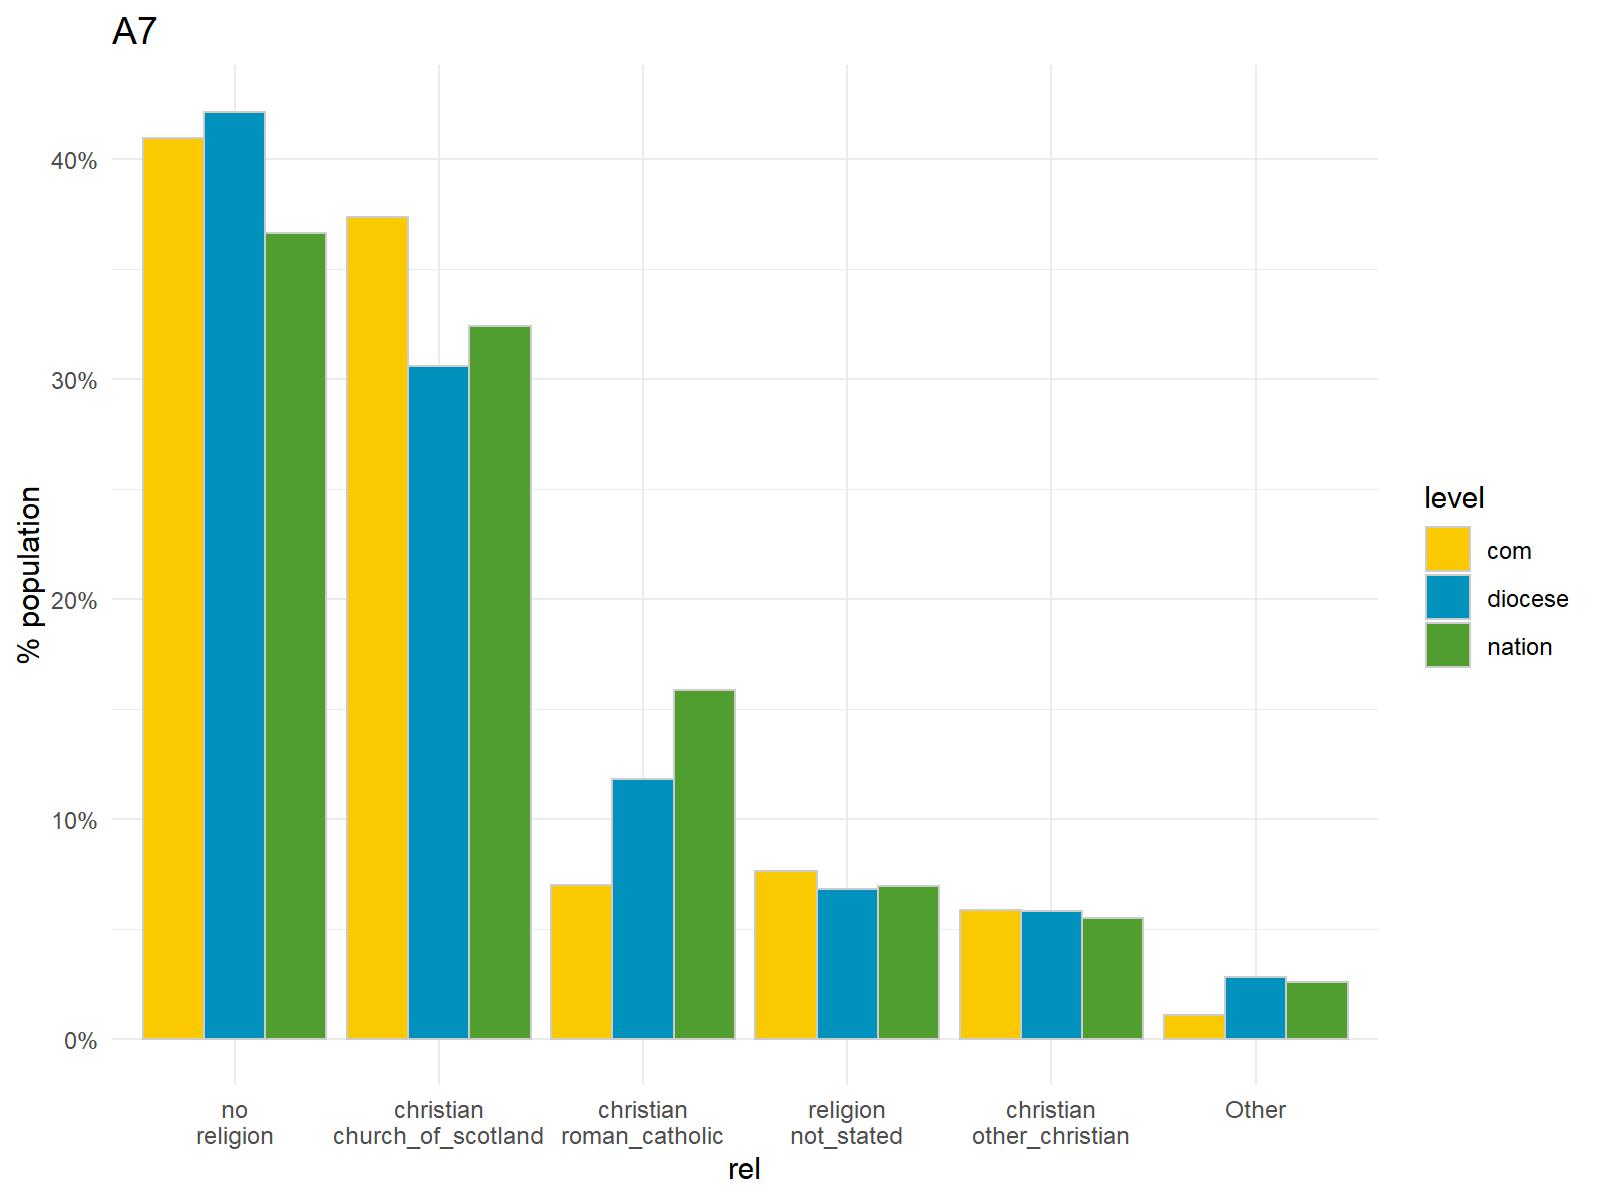 A7
% population
40%
30%
20%
10%
0%
no
religion
christian
church_of_scotland
christian
roman_catholic
religion
not_stated
christian
other_christian
Other
rel
level
com
diocese
nation